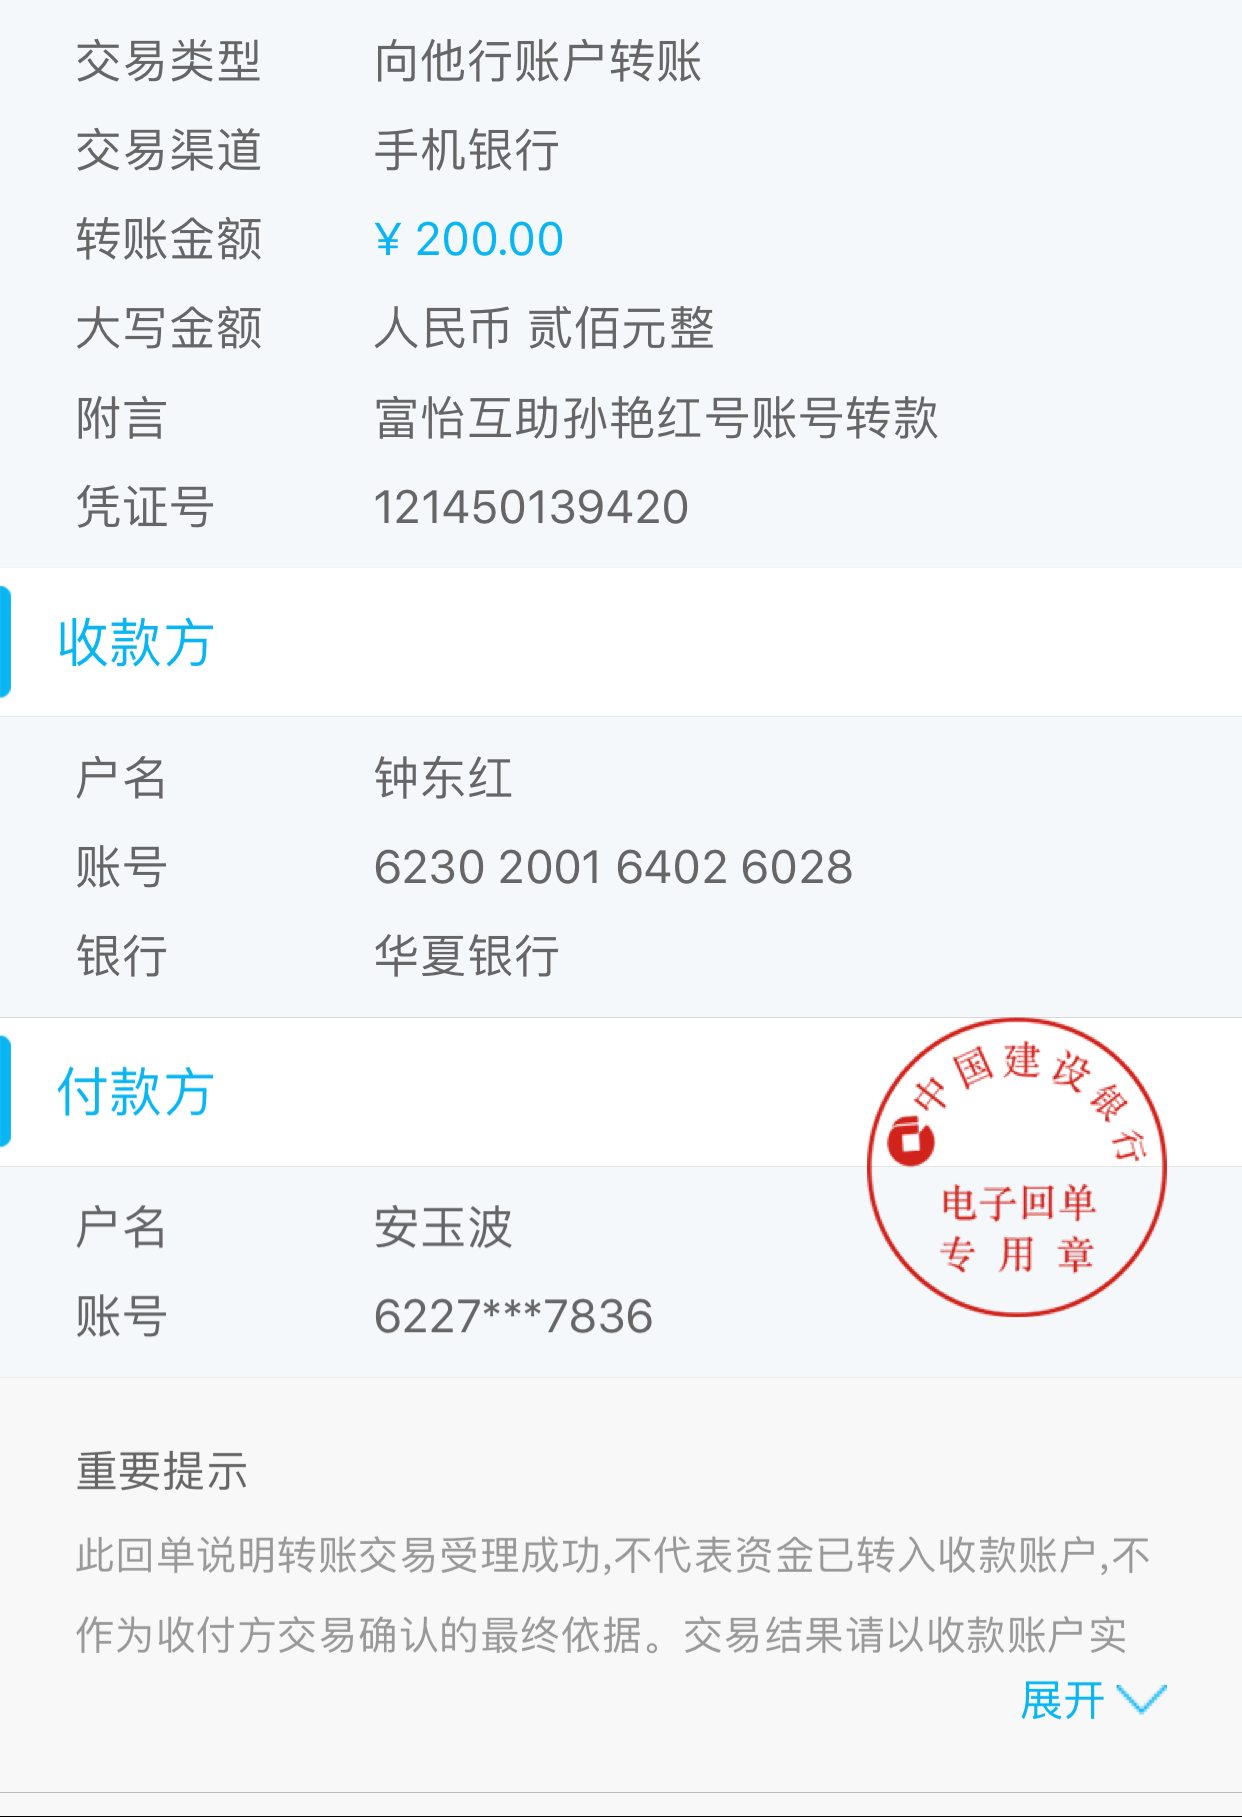 交易类型 向他行账户转账
交易渠道 手机银行
转账金额 ¥ 200.00
大写金额 人民币 贰佰元整
附言 富怡互助孙艳红号账号转款
凭证号 121450139420
收款方
户名 钟东红
账号 6230 2001 6402 6028
银行 华夏银行
付款方
中国建设银行
电子回单
专用章
户名 安玉波
账号 6227***7836
重要提示
此回单说明转账交易受理成功,不代表资金已转入收款账户,不
作为收付方交易确认的最终依据。交易结果请以收款账户实
展开